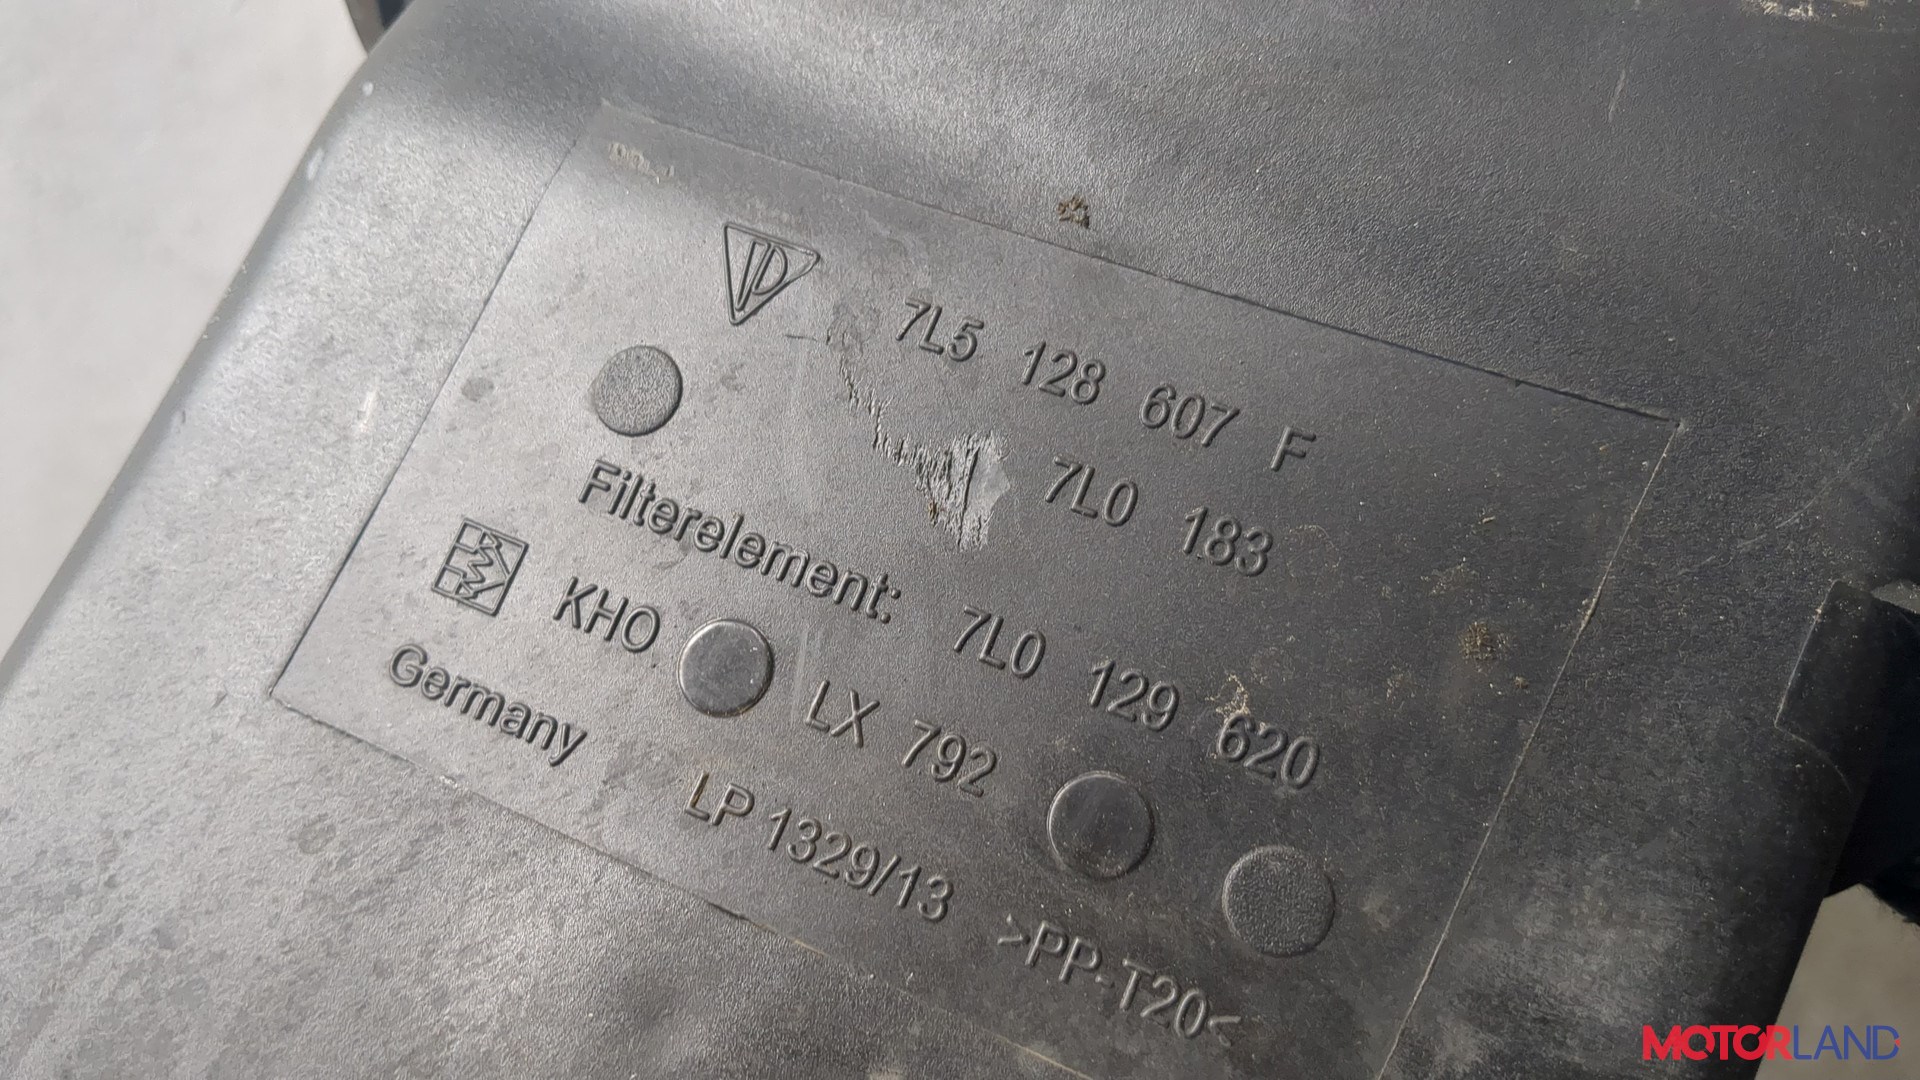 7L5 128 607 F
7L0 183
Filterelement: 7L0 129 620
KHO LX 792
Germany LP 1329/13 >PP-T20<
MOTORLAND